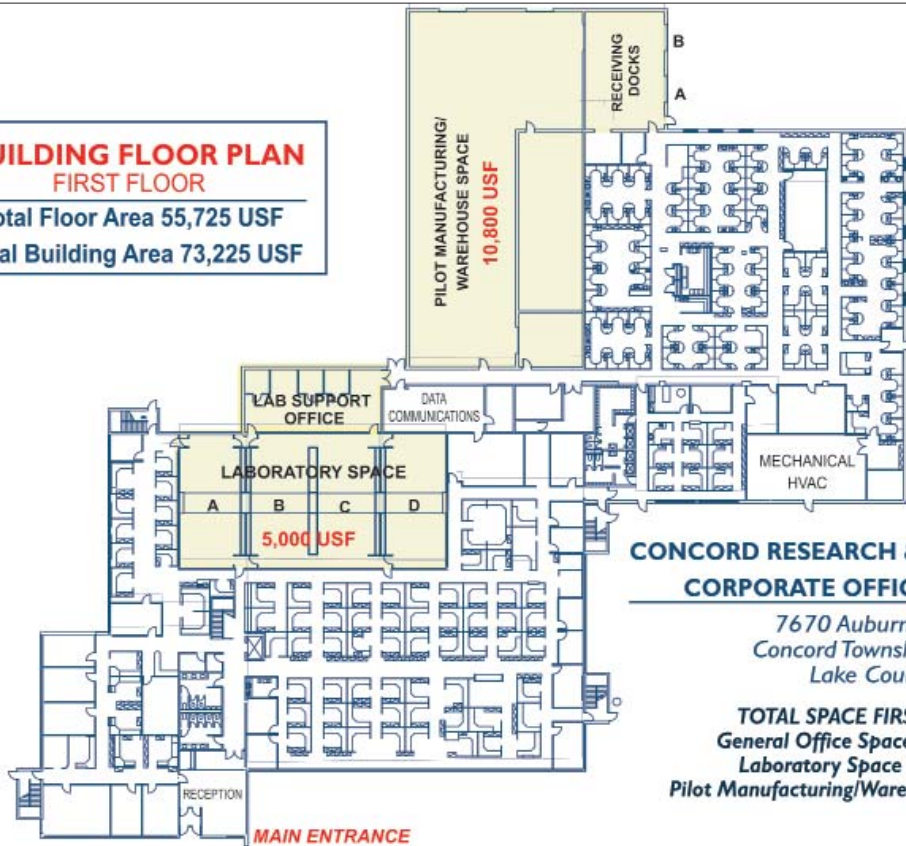 UILDING FLOOR PLAN
FIRST FLOOR
otal Floor Area 55,725 USF
al Building Area 73,225 USF
PILOT MANUFACTURING/
WAREHOUSE SPACE
10,800 USF
RECEIVING
DOCKS
B
A
LAB SUPPORT
OFFICE
DATA
COMMUNICATIONS
LABORATORY SPACE
A B C D
5,000 USF
MECHANICAL
HVAC
CONCORD RESEARCH &
CORPORATE OFFIC
7670 Auburn
Concord Townsh
Lake Cou
TOTAL SPACE FIRS
General Office Space
Laboratory Space
Pilot Manufacturing/Ware
RECEPTION
MAIN ENTRANCE